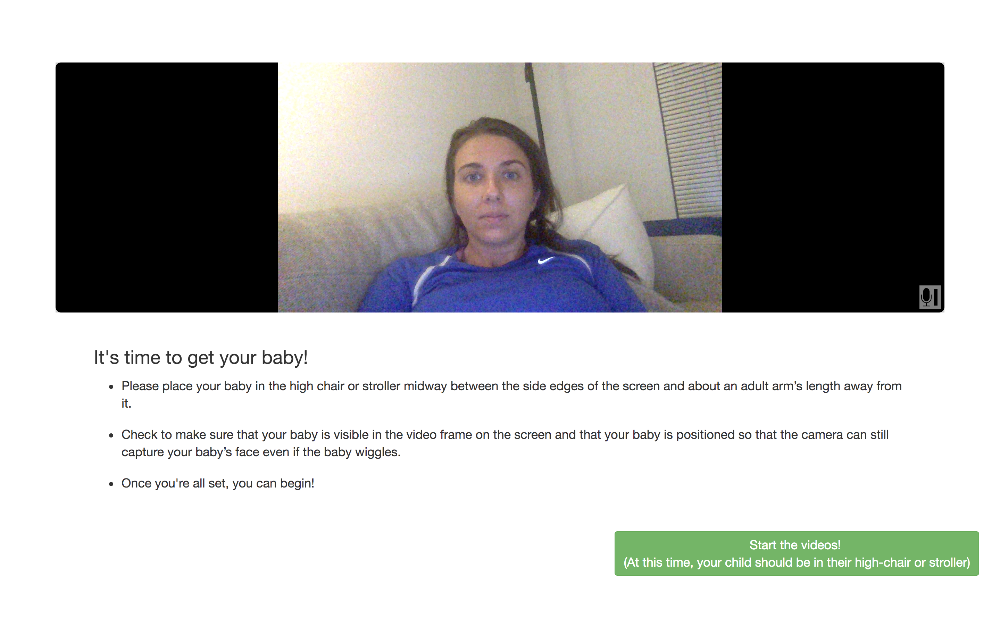 It's time to get your baby!
Please place your baby in the high chair or stroller midway between the side edges of the screen and about an adult arm’s length away from
it.
Check to make sure that your baby is visible in the video frame on the screen and that your baby is positioned so that the camera can still
capture your baby’s face even if the baby wiggles.
Once you're all set, you can begin!
Start the videos!
(At this time, your child should be in their high-chair or stroller)